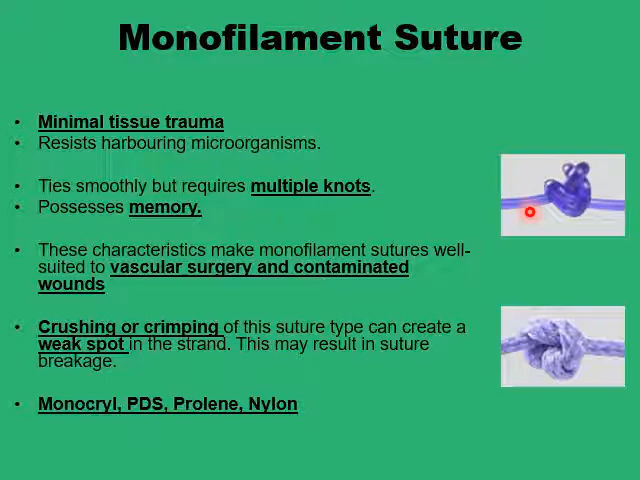 Monofilament Suture
• Minimal tissue trauma
• Resists harbouring microorganisms.
• Ties smoothly but requires multiple knots.
• Possesses memory.
• These characteristics make monofilament sutures well-
suited to vascular surgery and contaminated
wounds
• Crushing or crimping of this suture type can create a
weak spot in the strand. This may result in suture
breakage.
• Monocryl, PDS, Prolene, Nylon